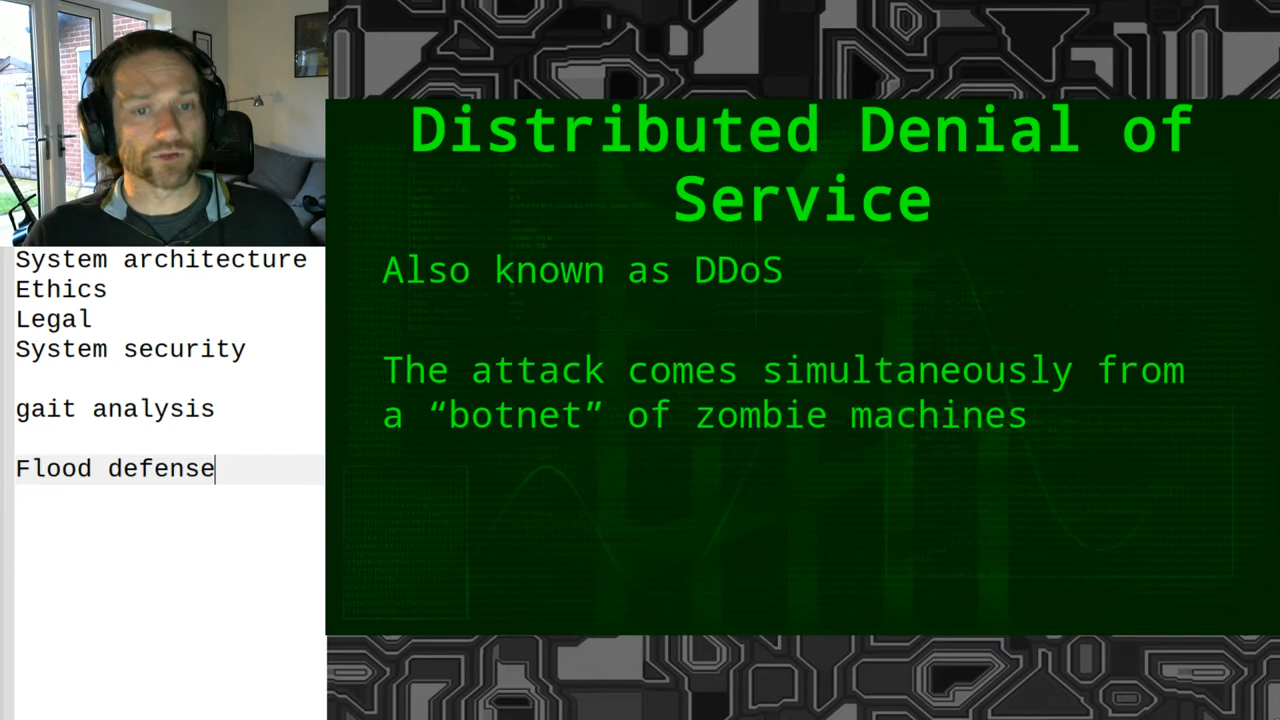 System architecture
Ethics
Legal
System security
gait analysis
Flood defense
Distributed Denial of
Service
Also known as DDoS
The attack comes simultaneously from
a “botnet” of zombie machines